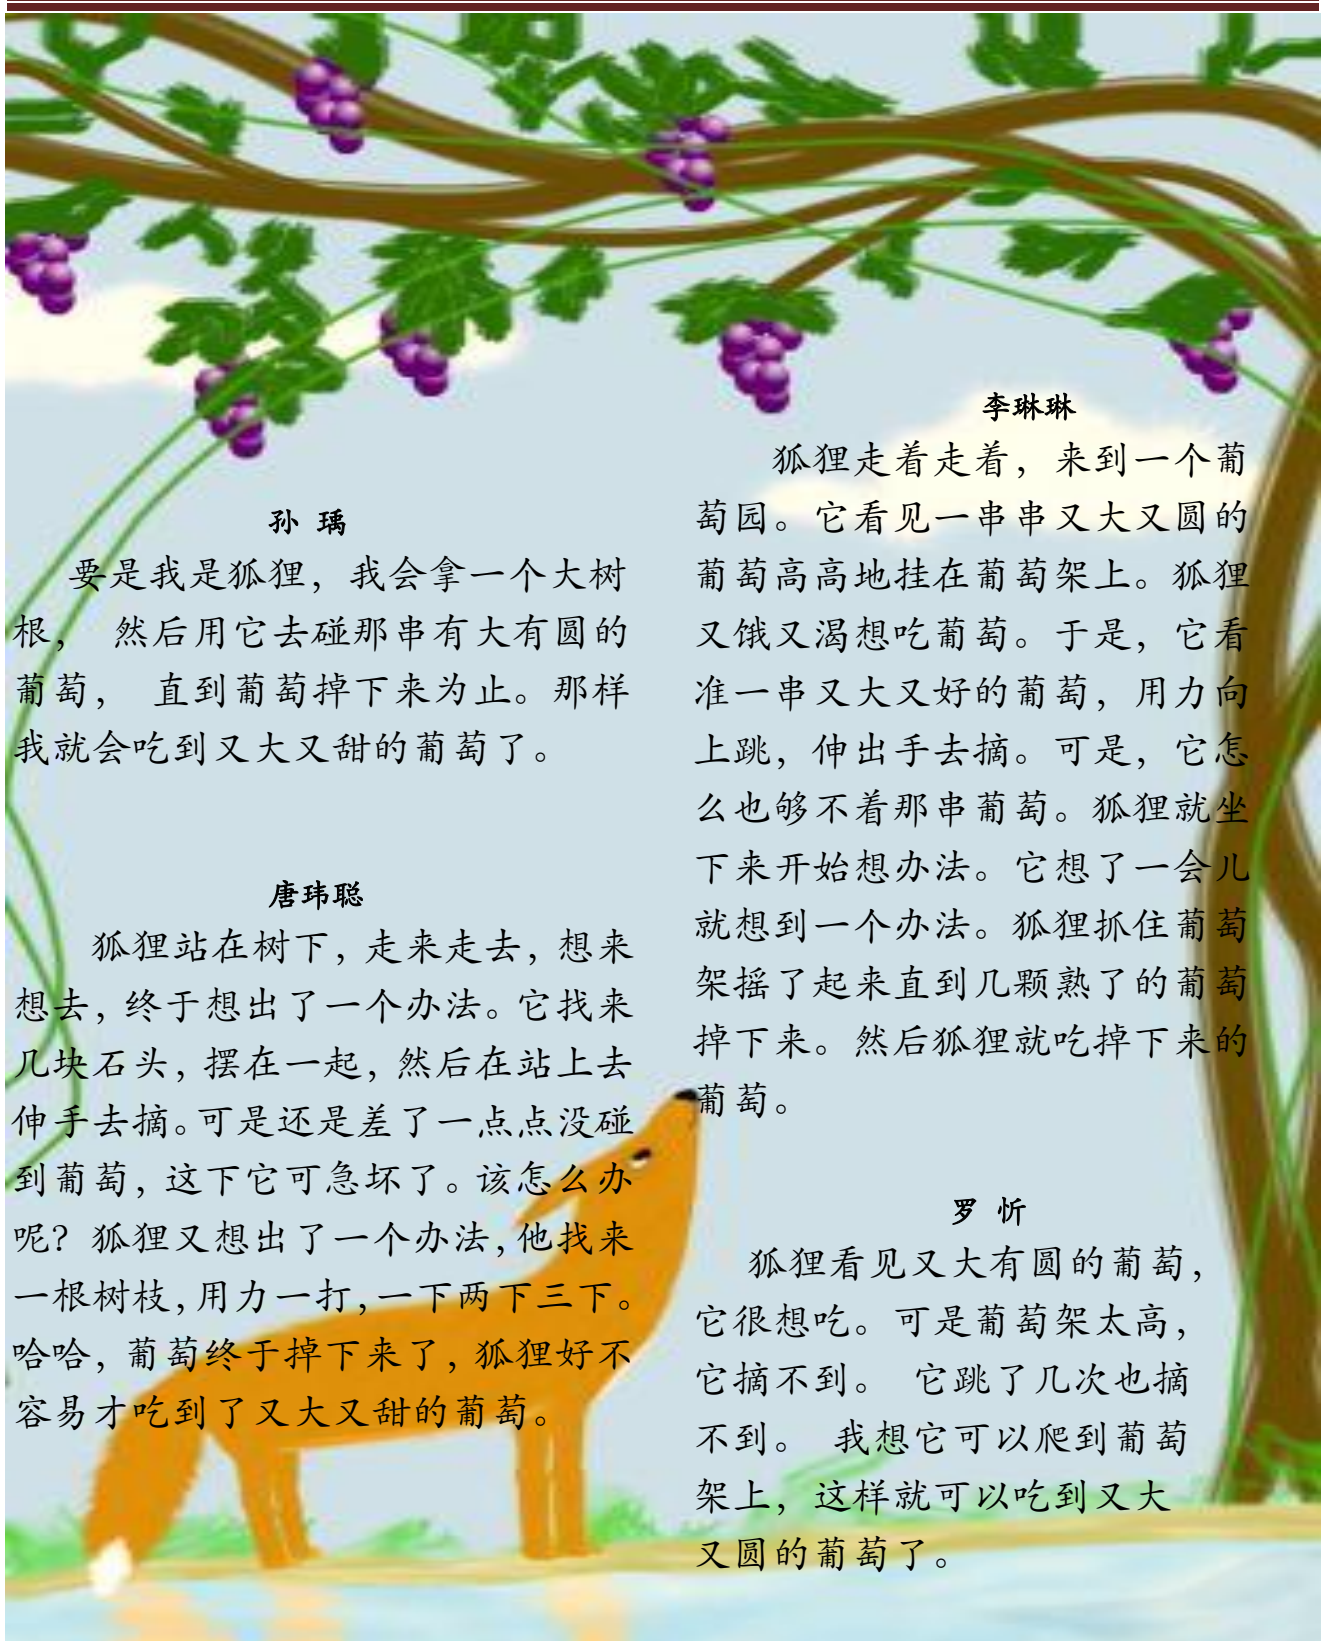 孙 瑀
要是我是狐狸，我会拿一个大树
根， 然后用它去碰那串有大有圆的
葡萄， 直到葡萄掉下来为止。那样
我就会吃到又大又甜的葡萄了。
唐玮聪
狐狸站在树下，走来走去，想来
想去，终于想出了一个办法。它找来
几块石头，摆在一起，然后在站上去
伸手去摘。可是还是差了一点点没碰
到葡萄，这下它可急坏了。该怎么办
呢？狐狸又想出了一个办法，他找来
一根树枝，用力一打，一下两下三下。
哈哈，葡萄终于掉下来了，狐狸好不
容易才吃到了又大又甜的葡萄。
李琳琳
狐狸走着走着，来到一个葡
萄园。它看见一串串又大又圆的
葡萄高高地挂在葡萄架上。狐狸
又饿又渴想吃葡萄。于是，它看
准一串又大又好的葡萄，用力向
上跳，伸出手去摘。可是，它怎
么也够不着那串葡萄。狐狸就坐
下来开始想办法。它想了一会儿
就想到一个办法。狐狸抓住葡萄
架摇了起来直到几颗熟了的葡萄
掉下来。然后狐狸就吃掉下来的
葡萄。
罗 忻
狐狸看见又大有圆的葡萄，
它很想吃。可是葡萄架太高，
它摘不到。 它跳了几次也摘
不到。 我想它可以爬到葡萄
架上，这样就可以吃到又大
又圆的葡萄了。